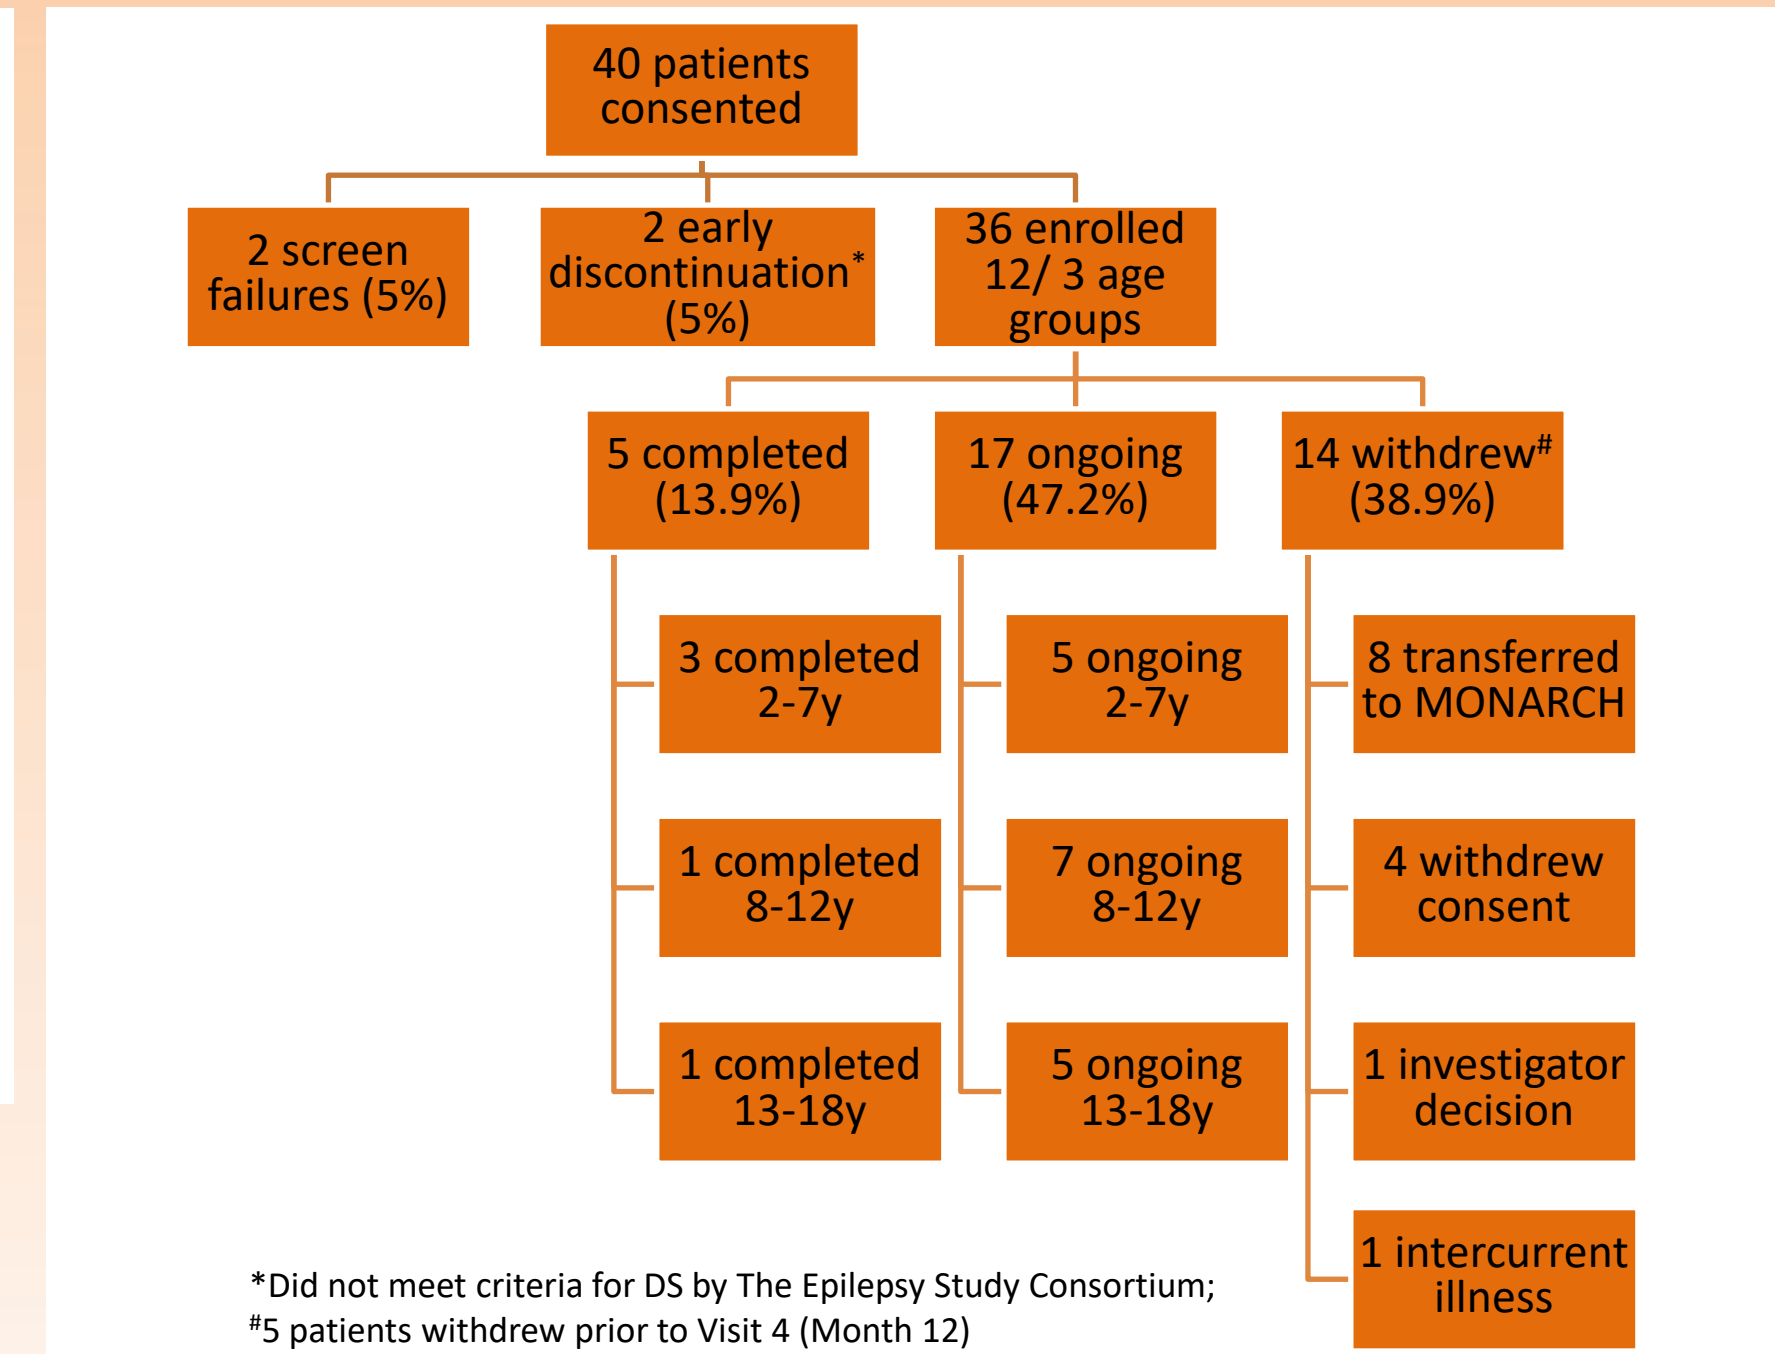 40 patients
consented
2 screen
failures (5%)
2 early
discontinuation*
(5%)
36 enrolled
12/ 3 age
groups
5 completed
(13.9%)
17 ongoing
(47.2%)
14 withdrew#
(38.9%)
3 completed
2-7y
5 ongoing
2-7y
8 transferred
to MONARCH
1 completed
8-12y
7 ongoing
8-12y
4 withdrew
consent
1 completed
13-18y
5 ongoing
13-18y
1 investigator
decision
1 intercurrent
illness
*Did not meet criteria for DS by The Epilepsy Study Consortium;
#5 patients withdrew prior to Visit 4 (Month 12)